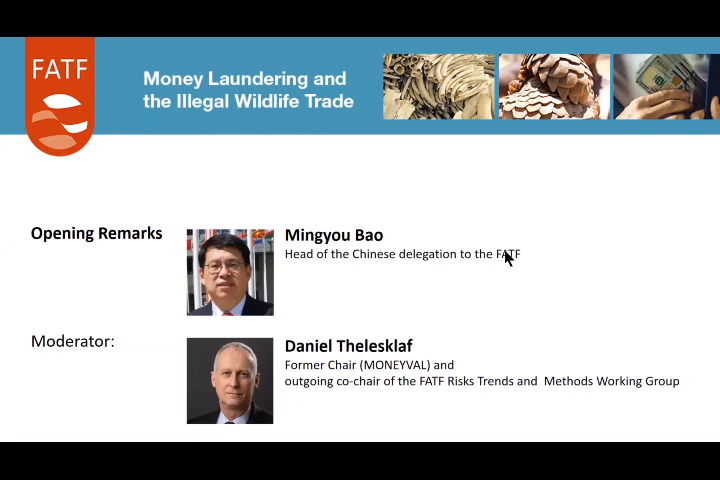 FATF
Money Laundering and
the Illegal Wildlife Trade
Opening Remarks
Mingyou Bao
Head of the Chinese delegation to the FATF
Moderator:
Daniel Thelesklaf
Former Chair (MONEYVAL) and
outgoing co-chair of the FATF Risks Trends and Methods Working Group